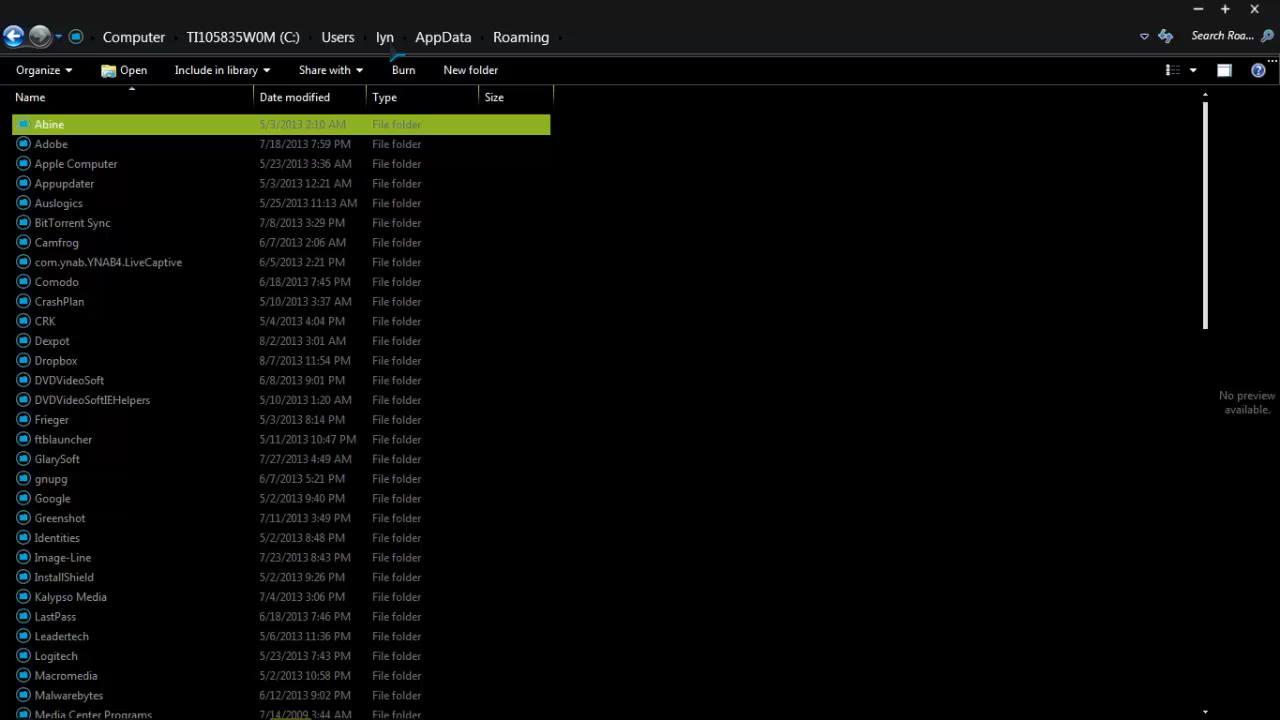 Computer TI105835W0M (C:) Users lyn AppData Roaming Search Roa...
Organize Open Include in library Share with Burn New folder
Name Date modified Type Size
Abine 5/3/2013 2:10 AM File folder
Adobe 7/18/2013 7:59 PM File folder
Apple Computer 5/23/2013 3:36 AM File folder
Appupdater 5/3/2013 12:21 AM File folder
Auslogics 5/25/2013 11:13 AM File folder
BitTorrent Sync 7/8/2013 3:29 PM File folder
Camfrog 6/7/2013 2:06 AM File folder
com.ynab.YNAB4.LiveCaptive 6/5/2013 2:21 PM File folder
Comodo 6/18/2013 7:45 PM File folder
CrashPlan 5/10/2013 3:37 AM File folder
CRK 5/4/2013 4:04 PM File folder
Dexpot 8/2/2013 3:01 AM File folder
Dropbox 8/7/2013 11:54 PM File folder
DVDVideoSoft 6/8/2013 9:01 PM File folder
DVDVideoSoftIEHelpers 5/10/2013 1:20 AM File folder
No preview
available.
Frieger 5/3/2013 8:14 PM File folder
ftblauncher 5/11/2013 10:47 PM File folder
GlarySoft 7/27/2013 4:49 AM File folder
gnupg 6/7/2013 5:21 PM File folder
Google 5/2/2013 9:40 PM File folder
Greenshot 7/11/2013 3:49 PM File folder
Identities 5/2/2013 8:48 PM File folder
Image-Line 7/23/2013 8:43 PM File folder
InstallShield 5/2/2013 9:26 PM File folder
Kalypso Media 7/4/2013 3:06 PM File folder
LastPass 6/18/2013 7:46 PM File folder
Leadertech 5/6/2013 11:36 PM File folder
Logitech 5/23/2013 7:43 PM File folder
Macromedia 5/2/2013 10:58 PM File folder
Malwarebytes 6/12/2013 9:02 PM File folder
Media Center Programs 7/14/2009 3:44 AM File folder